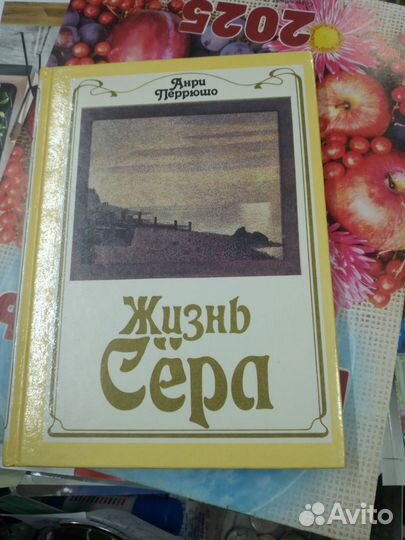 2025
Анри
Перрюшо
Жизнь
Сёра
Avito